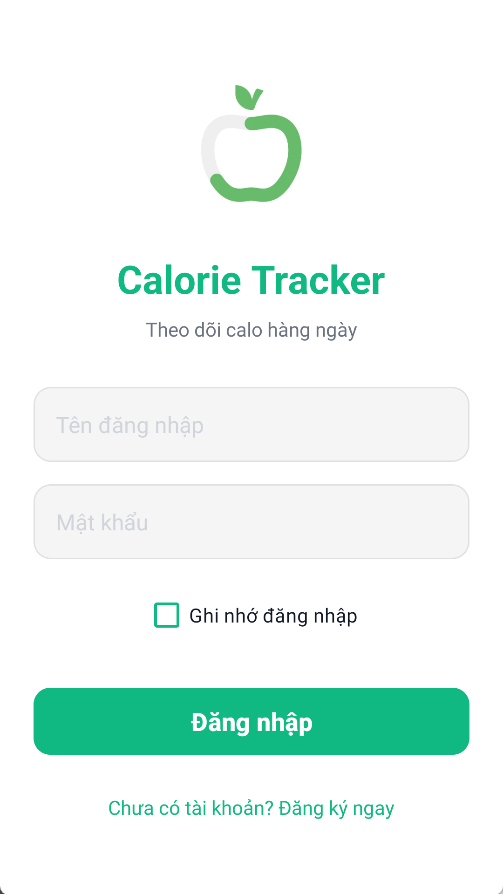 Calorie Tracker
Theo dõi calo hàng ngày
Tên đăng nhập
Mật khẩu
Ghi nhớ đăng nhập
Đăng nhập
Chưa có tài khoản? Đăng ký ngay